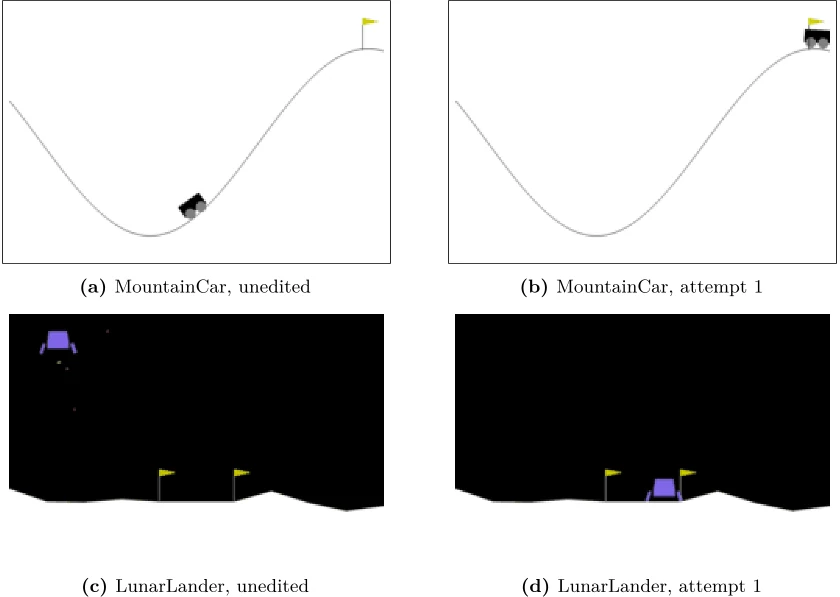 (a) MountainCar, unedited
(b) MountainCar, attempt 1
(c) LunarLander, unedited
(d) LunarLander, attempt 1